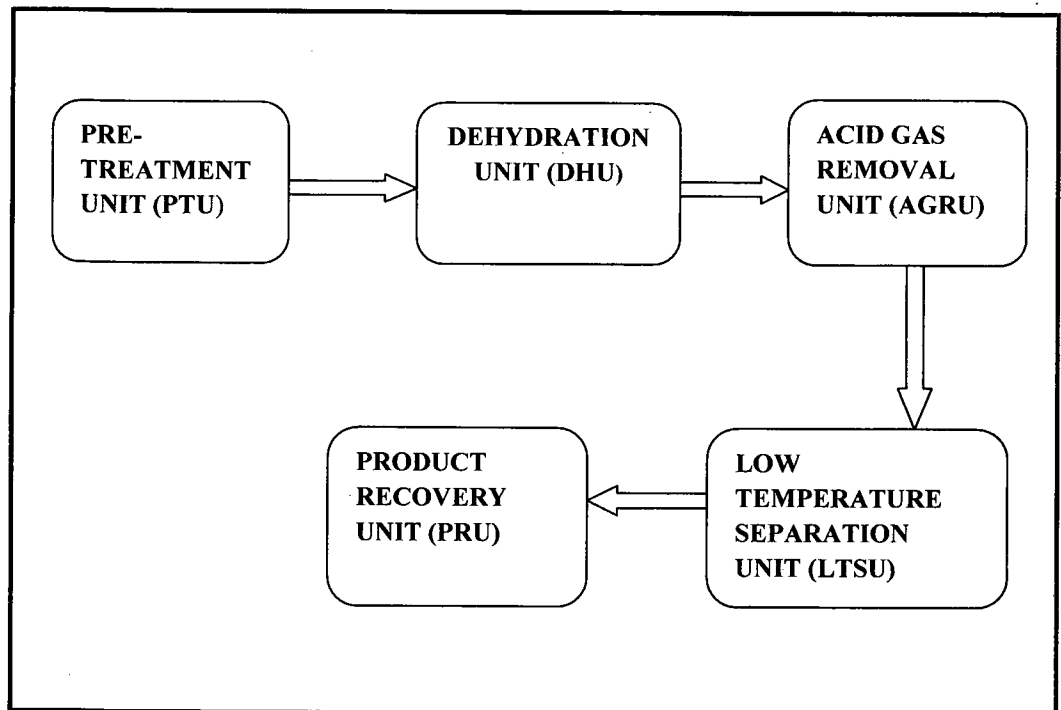 PRE-
TREATMENT
UNIT (PTU)
DEHYDRATION
UNIT (DHU)
ACID GAS
REMOVAL
UNIT (AGRU)
LOW
TEMPERATURE
SEPARATION
UNIT (LTSU)
PRODUCT
RECOVERY
UNIT (PRU)